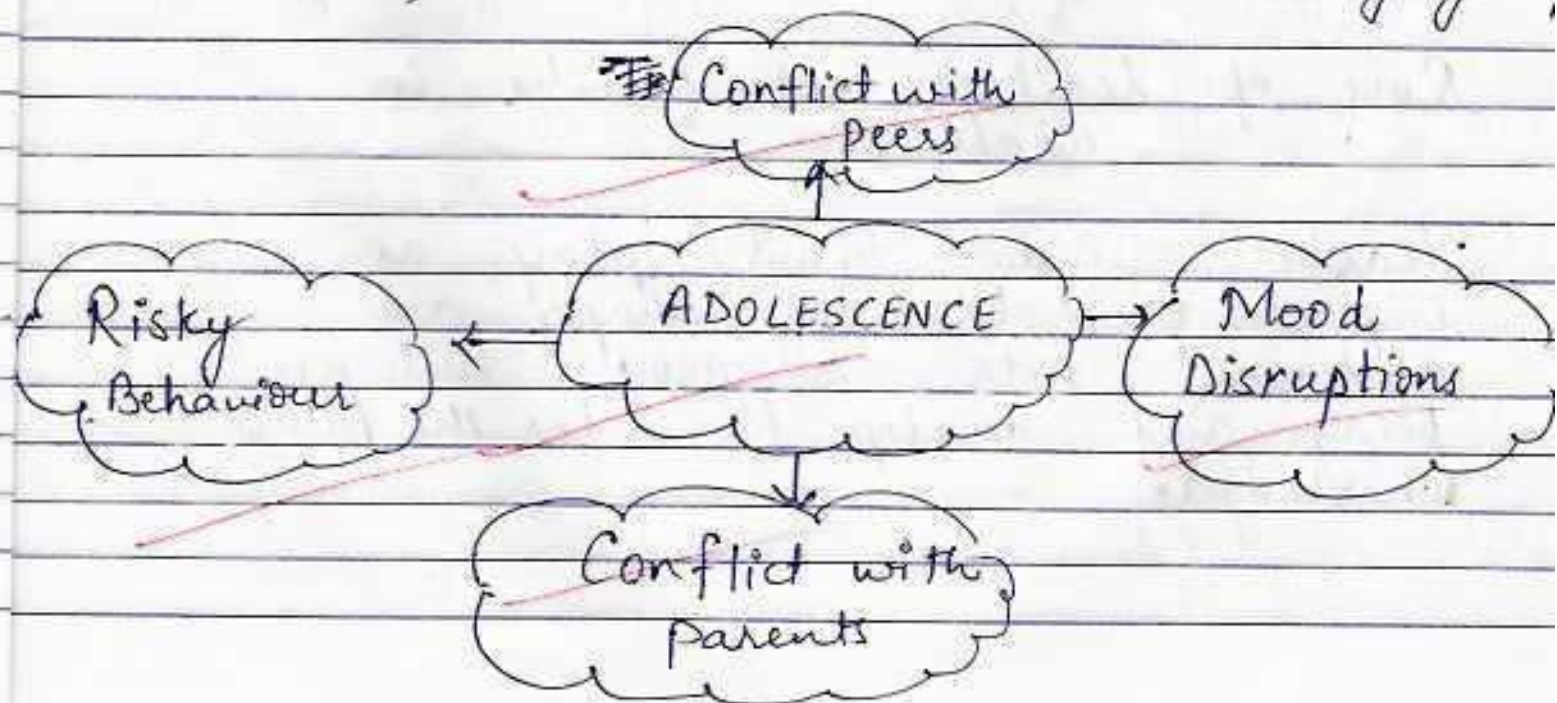 Conflict with
peers
Risky
Behaviour
ADOLESCENCE
Mood
Disruptions
Conflict with
parents